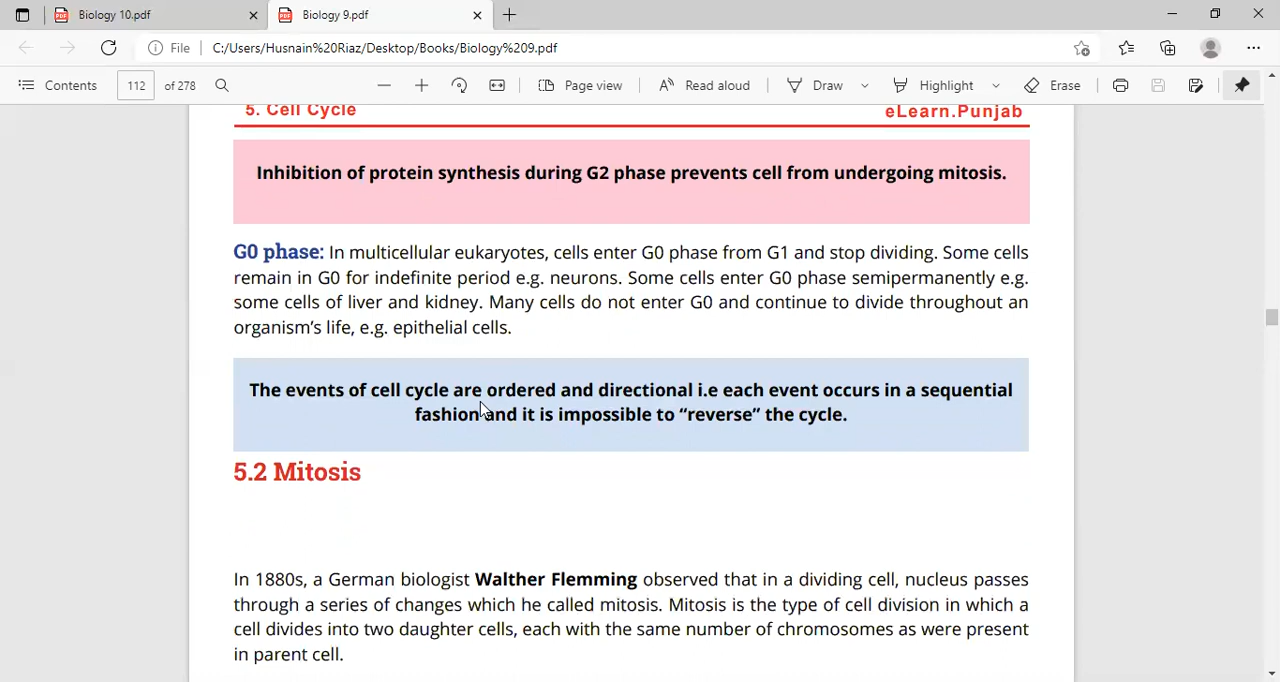 Biology 10.pdf
Biology 9.pdf
File C:/Users/Husnain%20Riaz/Desktop/Books/Biology%209.pdf
Contents 112 of 278 Page view Read aloud Draw Highlight Erase
5. Cell Cycle eLearn.Punjab
Inhibition of protein synthesis during G2 phase prevents cell from undergoing mitosis.
G0 phase: In multicellular eukaryotes, cells enter G0 phase from G1 and stop dividing. Some cells
remain in G0 for indefinite period e.g. neurons. Some cells enter G0 phase semipermanently e.g.
some cells of liver and kidney. Many cells do not enter G0 and continue to divide throughout an
organism’s life, e.g. epithelial cells.
The events of cell cycle are ordered and directional i.e each event occurs in a sequential
fashion and it is impossible to “reverse” the cycle.
5.2 Mitosis
In 1880s, a German biologist Walther Flemming observed that in a dividing cell, nucleus passes
through a series of changes which he called mitosis. Mitosis is the type of cell division in which a
cell divides into two daughter cells, each with the same number of chromosomes as were present
in parent cell.